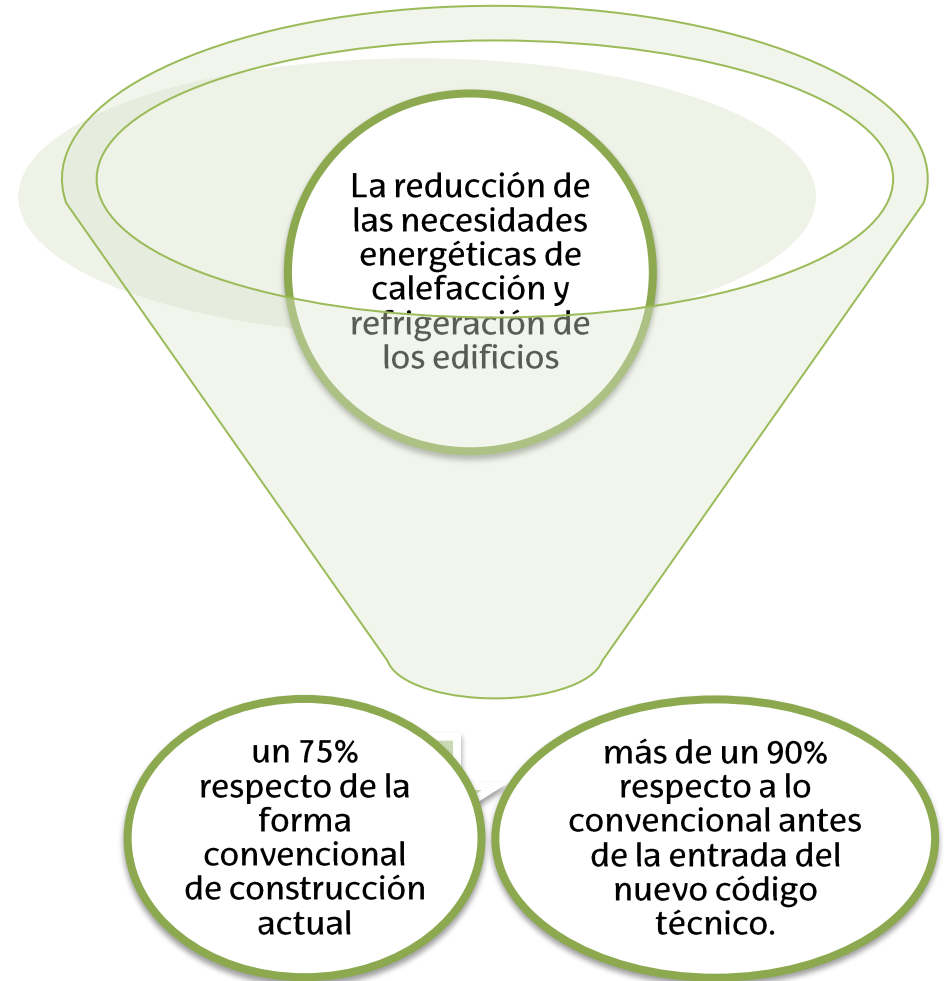 La reducción de
las necesidades
energéticas de
calefacción y
refrigeración de
los edificios
un 75%
respecto de la
forma
convencional
de construcción
actual
más de un 90%
respecto a lo
convencional antes
de la entrada del
nuevo código
técnico.